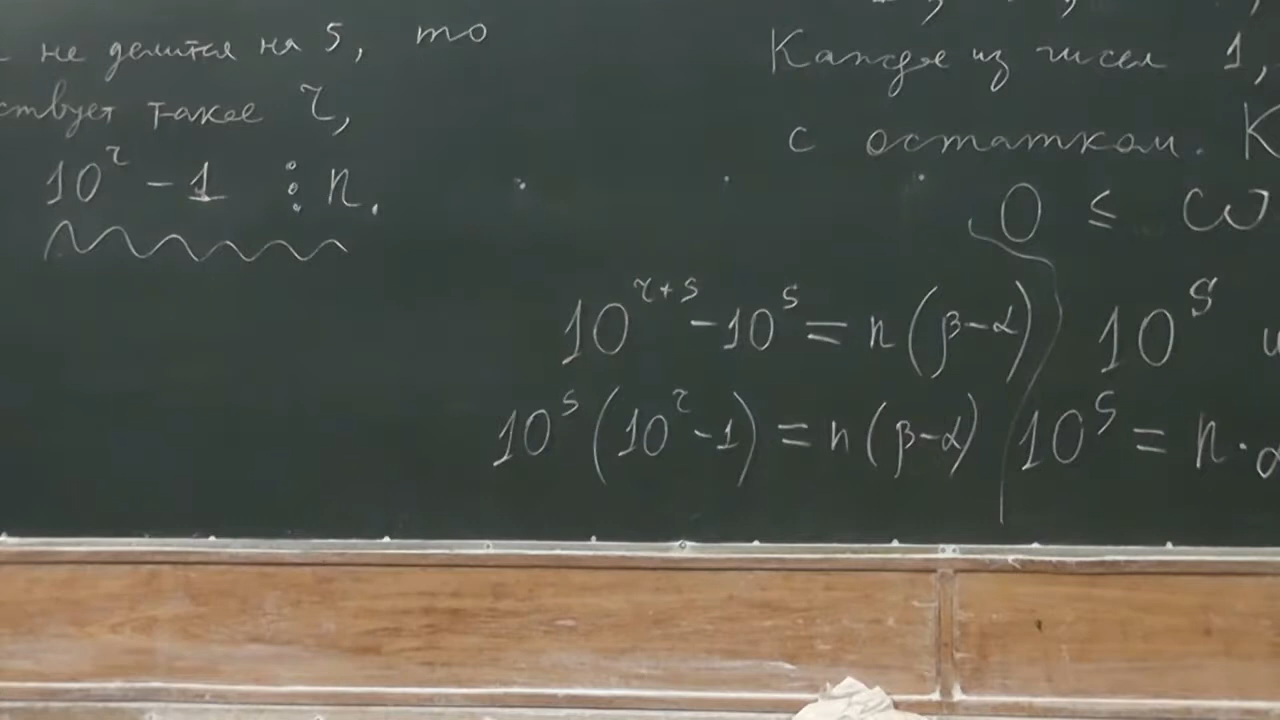 не делится на 5, то
ствует такое τ,
10^τ - 1 ⋮ n.
Каждое из чисел 1,
с остатком. К
0 ≤ ω
10^{τ+s} - 10^s = n(β-α)
10^s
10^s(10^τ-1) = n(β-α)
10^s = n·α